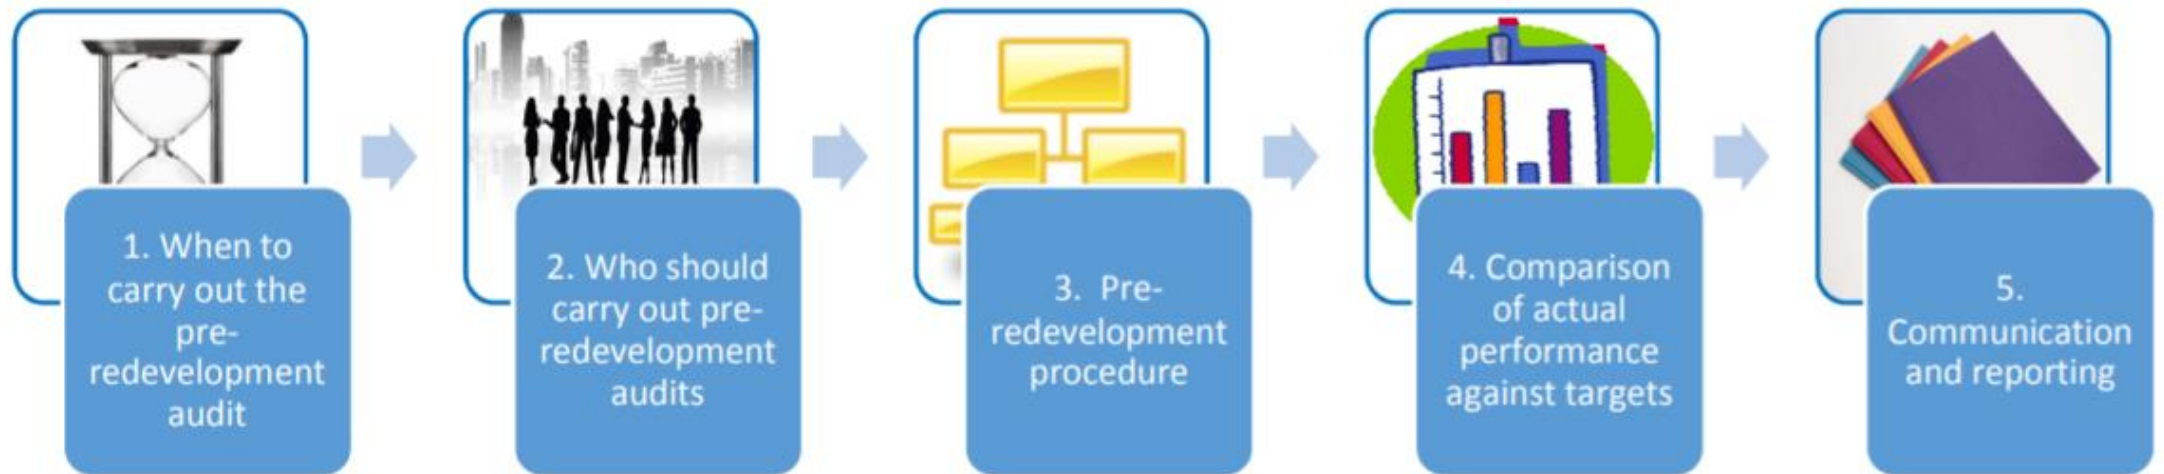 1. When to
carry out the
pre-
redevelopment
audit
2. Who should
carry out pre-
redevelopment
audits
3.  Pre-
redevelopment
procedure
4. Comparison
of actual
performance
against targets
5.
Communication
and reporting